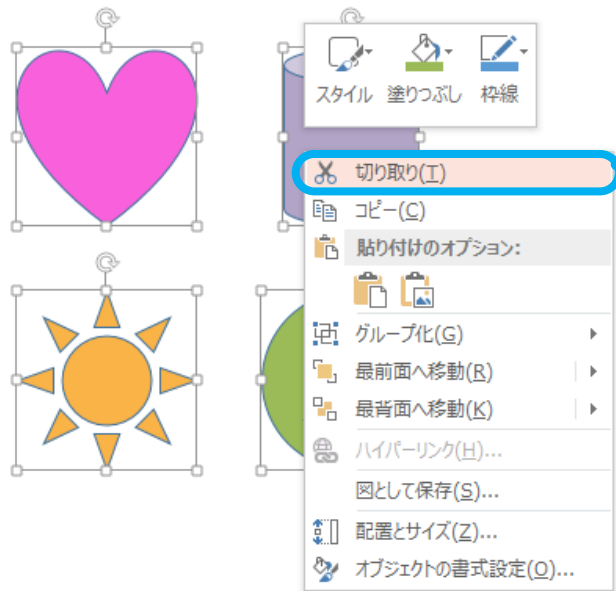 スタイル 塗りつぶし 枠線
切り取り(T)
コピー(C)
貼り付けのオプション:
グループ化(G)
最前面へ移動(R)
最背面へ移動(K)
ハイパーリンク(H)...
図として保存(S)...
配置とサイズ(Z)...
オブジェクトの書式設定(O)...